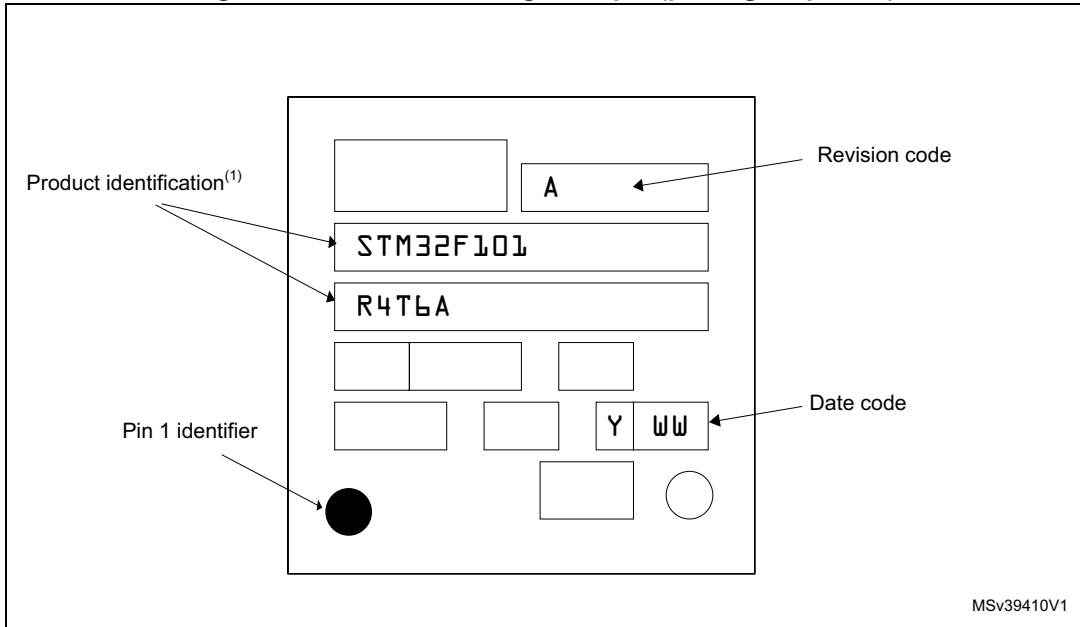 Revision code
Product identification(1)
A
STM32F101
R4T6A
Date code
Y WW
Pin 1 identifier
MSv39410V1